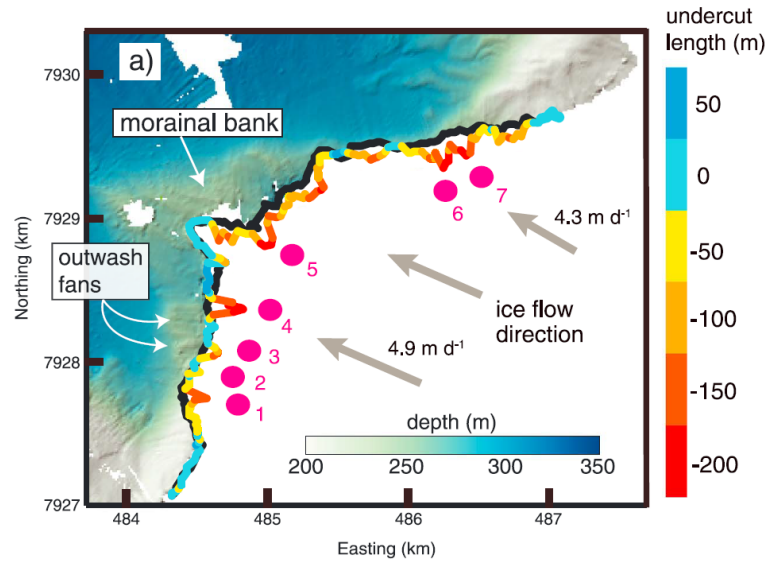 undercut
length (m)
a)
morainal bank
outwash
fans
7930
7929
7928
7927
Northing (km)
484
485
486
487
Easting (km)
1
2
3
4
5
6
7
4.3 m d⁻¹
ice flow
direction
4.9 m d⁻¹
depth (m)
200
250
300
350
50
0
-50
-100
-150
-200